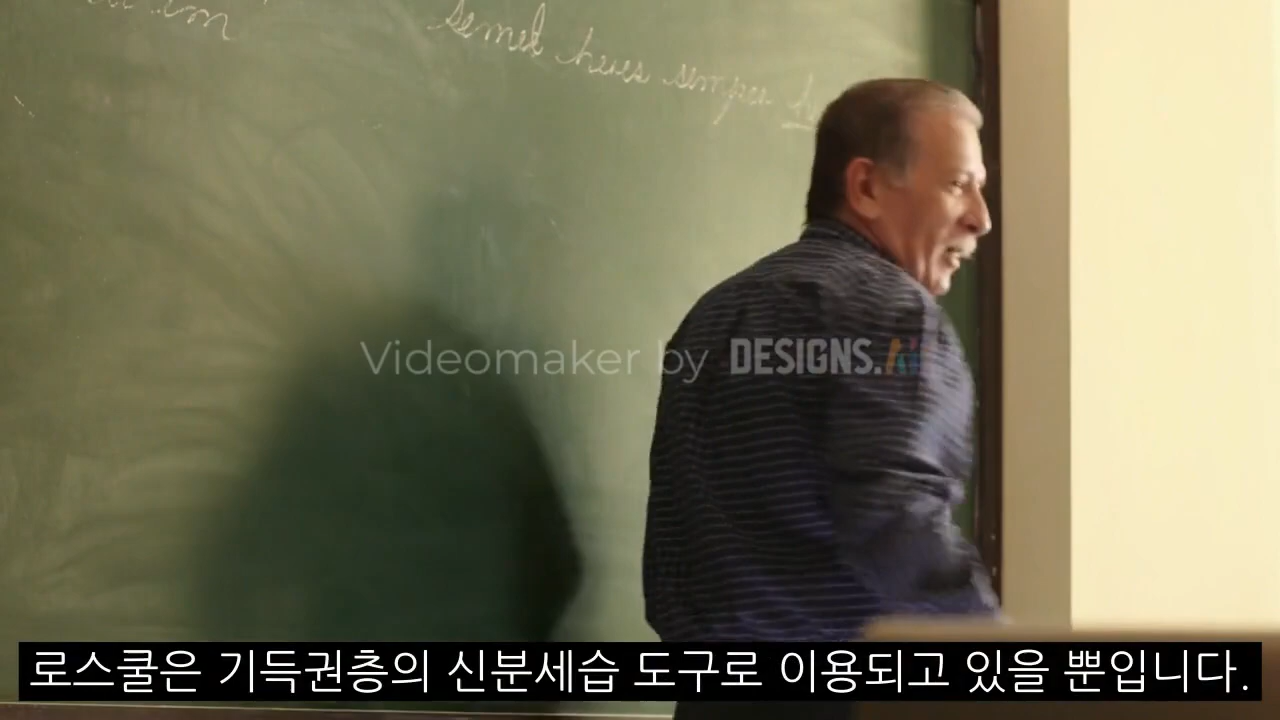 semel heres semper
Videomaker by DESIGNS.AI
로스쿨은 기득권층의 신분세습 도구로 이용되고 있을 뿐입니다.